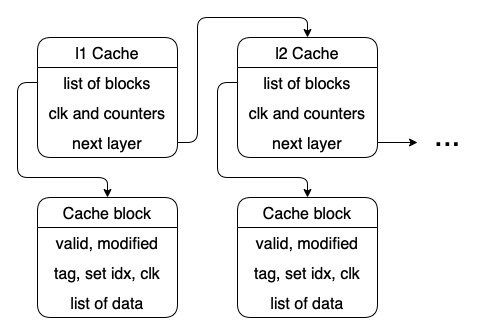 l1 Cache
list of blocks
clk and counters
next layer
l2 Cache
list of blocks
clk and counters
next layer
...
Cache block
valid, modified
tag, set idx, clk
list of data
Cache block
valid, modified
tag, set idx, clk
list of data